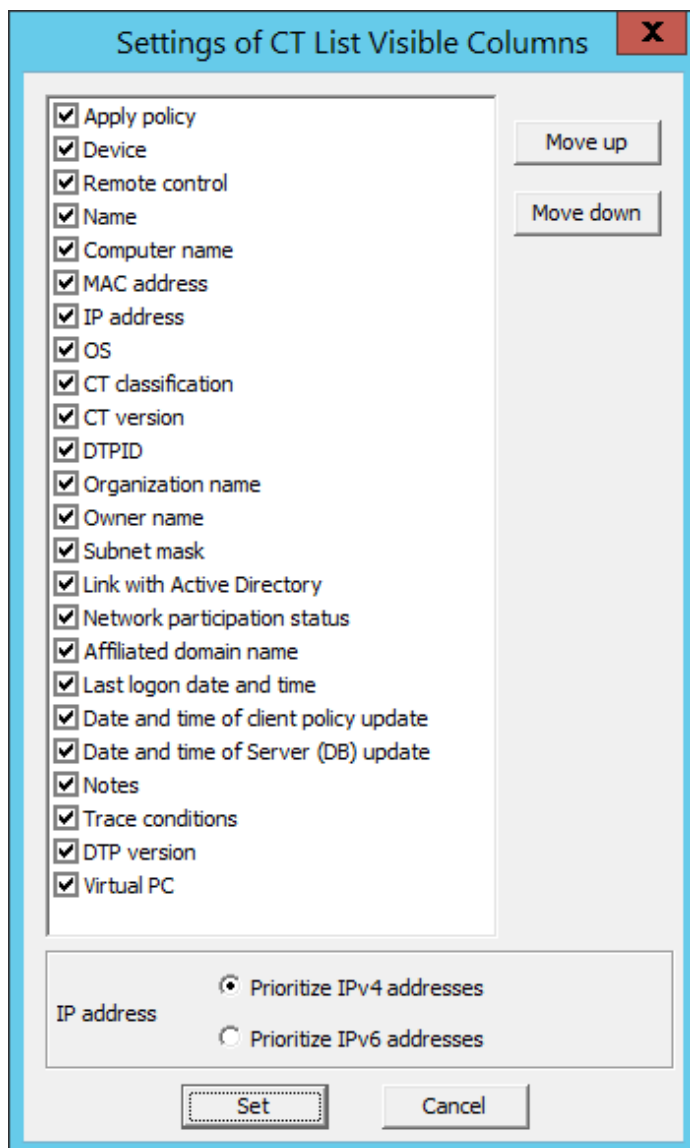 Settings of CT List Visible Columns
X
Apply policy
Device
Remote control
Name
Computer name
MAC address
IP address
OS
CT classification
CT version
DTPID
Organization name
Owner name
Subnet mask
Link with Active Directory
Network participation status
Affiliated domain name
Last logon date and time
Date and time of client policy update
Date and time of Server (DB) update
Notes
Trace conditions
DTP version
Virtual PC
Move up
Move down
IP address
Prioritize IPv4 addresses
Prioritize IPv6 addresses
Set
Cancel